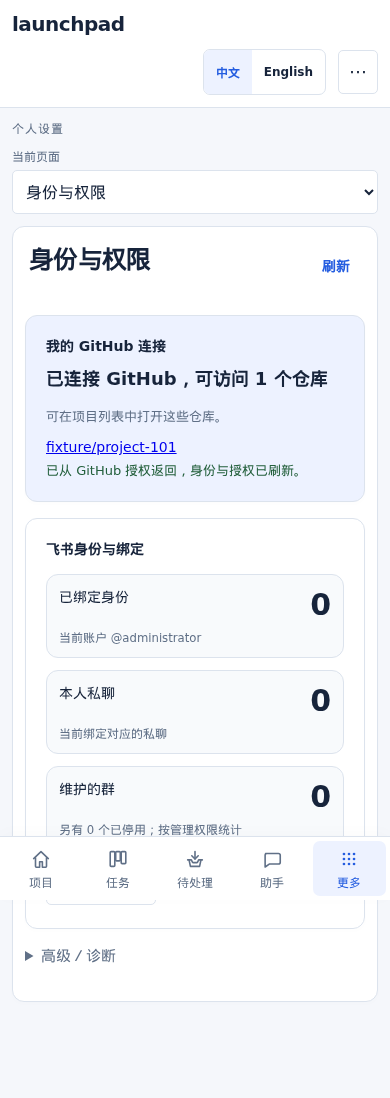 launchpad
中文
English
...
个人设置
当前页面
身份与权限
身份与权限
刷新
我的 GitHub 连接
已连接 GitHub，可访问 1 个仓库
可在项目列表中打开这些仓库。
fixture/project-101
已从 GitHub 授权返回，身份与授权已刷新。
飞书身份与绑定
已绑定身份
0
当前账户 @administrator
本人私聊
0
当前绑定对应的私聊
维护的群
0
另有 0 个已停用；按管理权限统计
项目
任务
待处理
助手
更多
高级 / 诊断